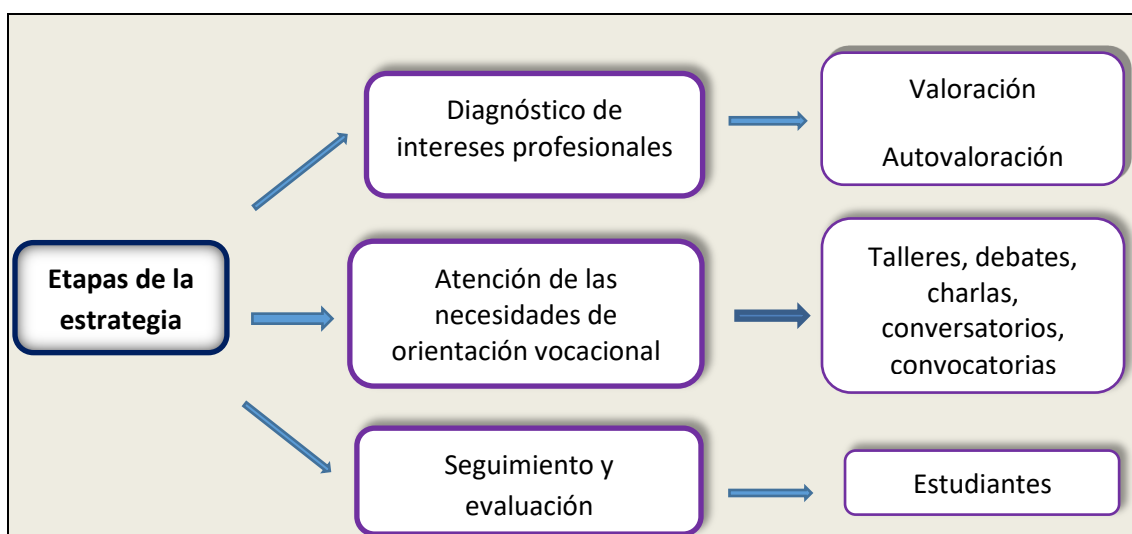 Diagnóstico de
intereses profesionales
Valoración
Autovaloración
Etapas de la
estrategia
Atención de las
necesidades de
orientación vocacional
Talleres, debates,
charlas,
conversatorios,
convocatorias
Seguimiento y
evaluación
Estudiantes